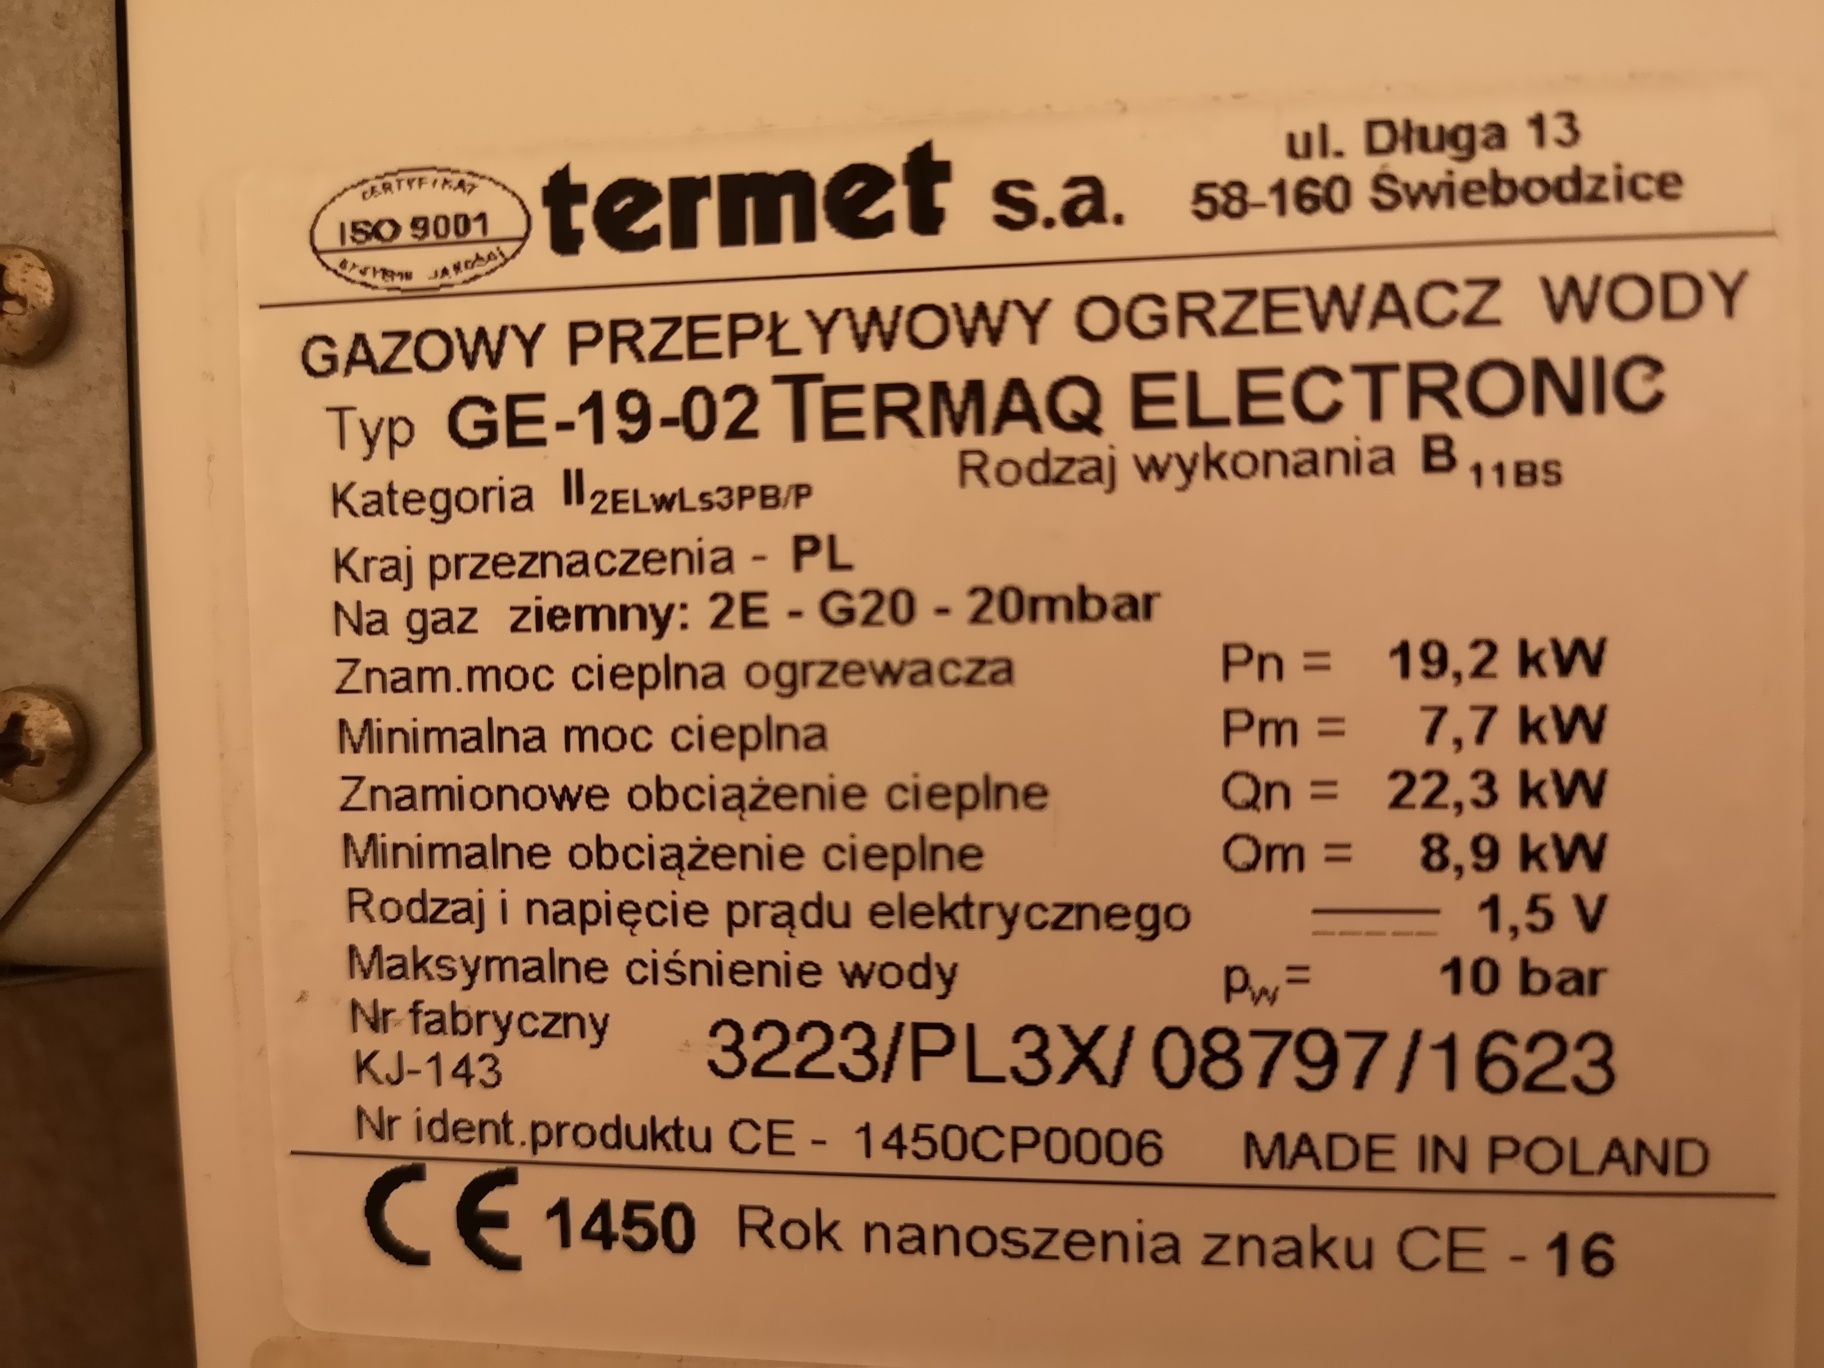 CERTYFIKAT
ISO 9001
SYSTEMU JAKOŚCI
termet s.a.
ul. Długa 13
58-160 Świebodzice
GAZOWY PRZEPŁYWOWY OGRZEWACZ WODY
Typ GE-19-02 TERMAQ ELECTRONIC
Kategoria II2ELwLs3PB/P Rodzaj wykonania B 11BS
Kraj przeznaczenia - PL
Na gaz ziemny: 2E - G20 - 20mbar
Znam.moc cieplna ogrzewacza Pn = 19,2 kW
Minimalna moc cieplna Pm = 7,7 kW
Znamionowe obciążenie cieplne Qn = 22,3 kW
Minimalne obciążenie cieplne Qm = 8,9 kW
Rodzaj i napięcie prądu elektrycznego 1,5 V
Maksymalne ciśnienie wody pw= 10 bar
Nr fabryczny
KJ-143 3223/PL3X/08797/1623
Nr ident.produktu CE - 1450CP0006 MADE IN POLAND
CE 1450 Rok nanoszenia znaku CE - 16